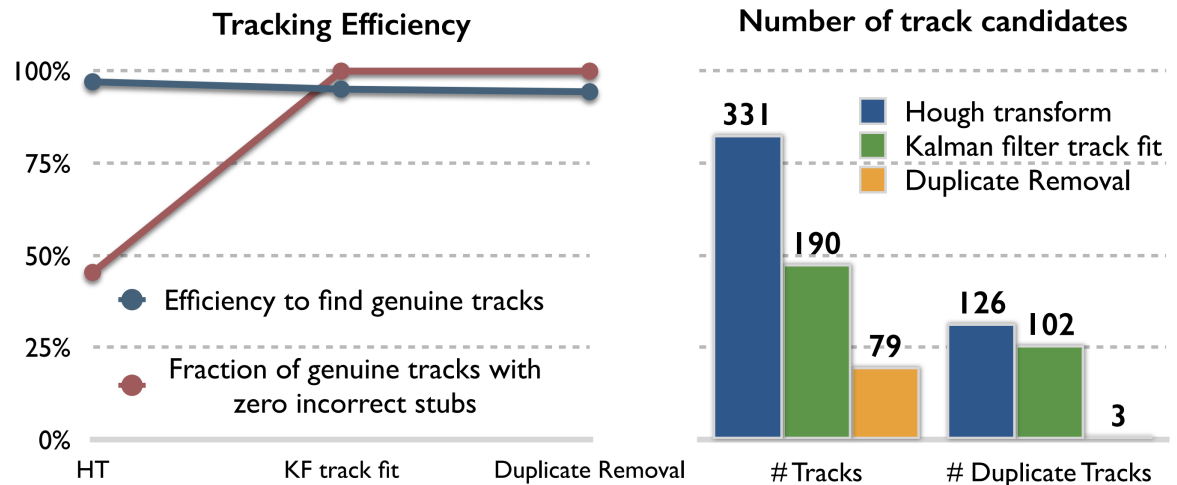 Tracking Efficiency
100%
75%
50%
25%
0%
Efficiency to find genuine tracks
Fraction of genuine tracks with
zero incorrect stubs
HT
KF track fit
Duplicate Removal
Number of track candidates
Hough transform
Kalman filter track fit
Duplicate Removal
331
190
79
126
102
3
# Tracks
# Duplicate Tracks